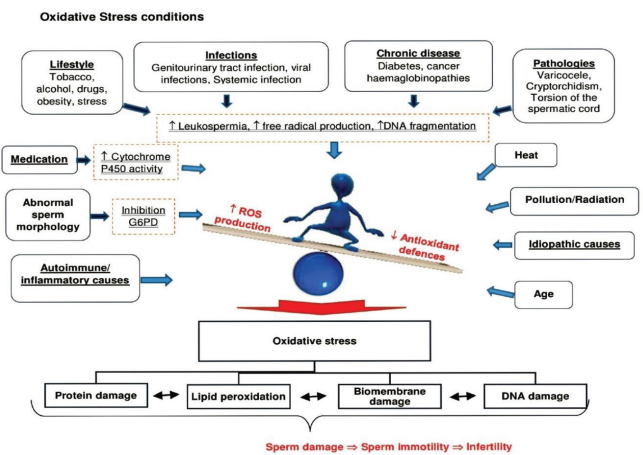 Oxidative Stress conditions
Lifestyle
Tobacco,
alcohol, drugs,
obesity, stress
Infections
Genitourinary tract infection, viral
infections, Systemic infection
Chronic disease
Diabetes, cancer
haemaglobinopathies
Pathologies
Varicocele,
Cryptorchidism,
Torsion of the
spermatic cord
↑ Leukospermia, ↑ free radical production, ↑DNA fragmentation
Medication
↑ Cytochrome
P450 activity
Heat
Abnormal
sperm
morphology
Inhibition
G6PD
↑ ROS
production
↓ Antioxidant
defences
Pollution/Radiation
Idiopathic causes
Autoimmune/
inflammatory causes
Age
Oxidative stress
Protein damage
Lipid peroxidation
Biomembrane
damage
DNA damage
Sperm damage ⇒ Sperm immotility ⇒ Infertility